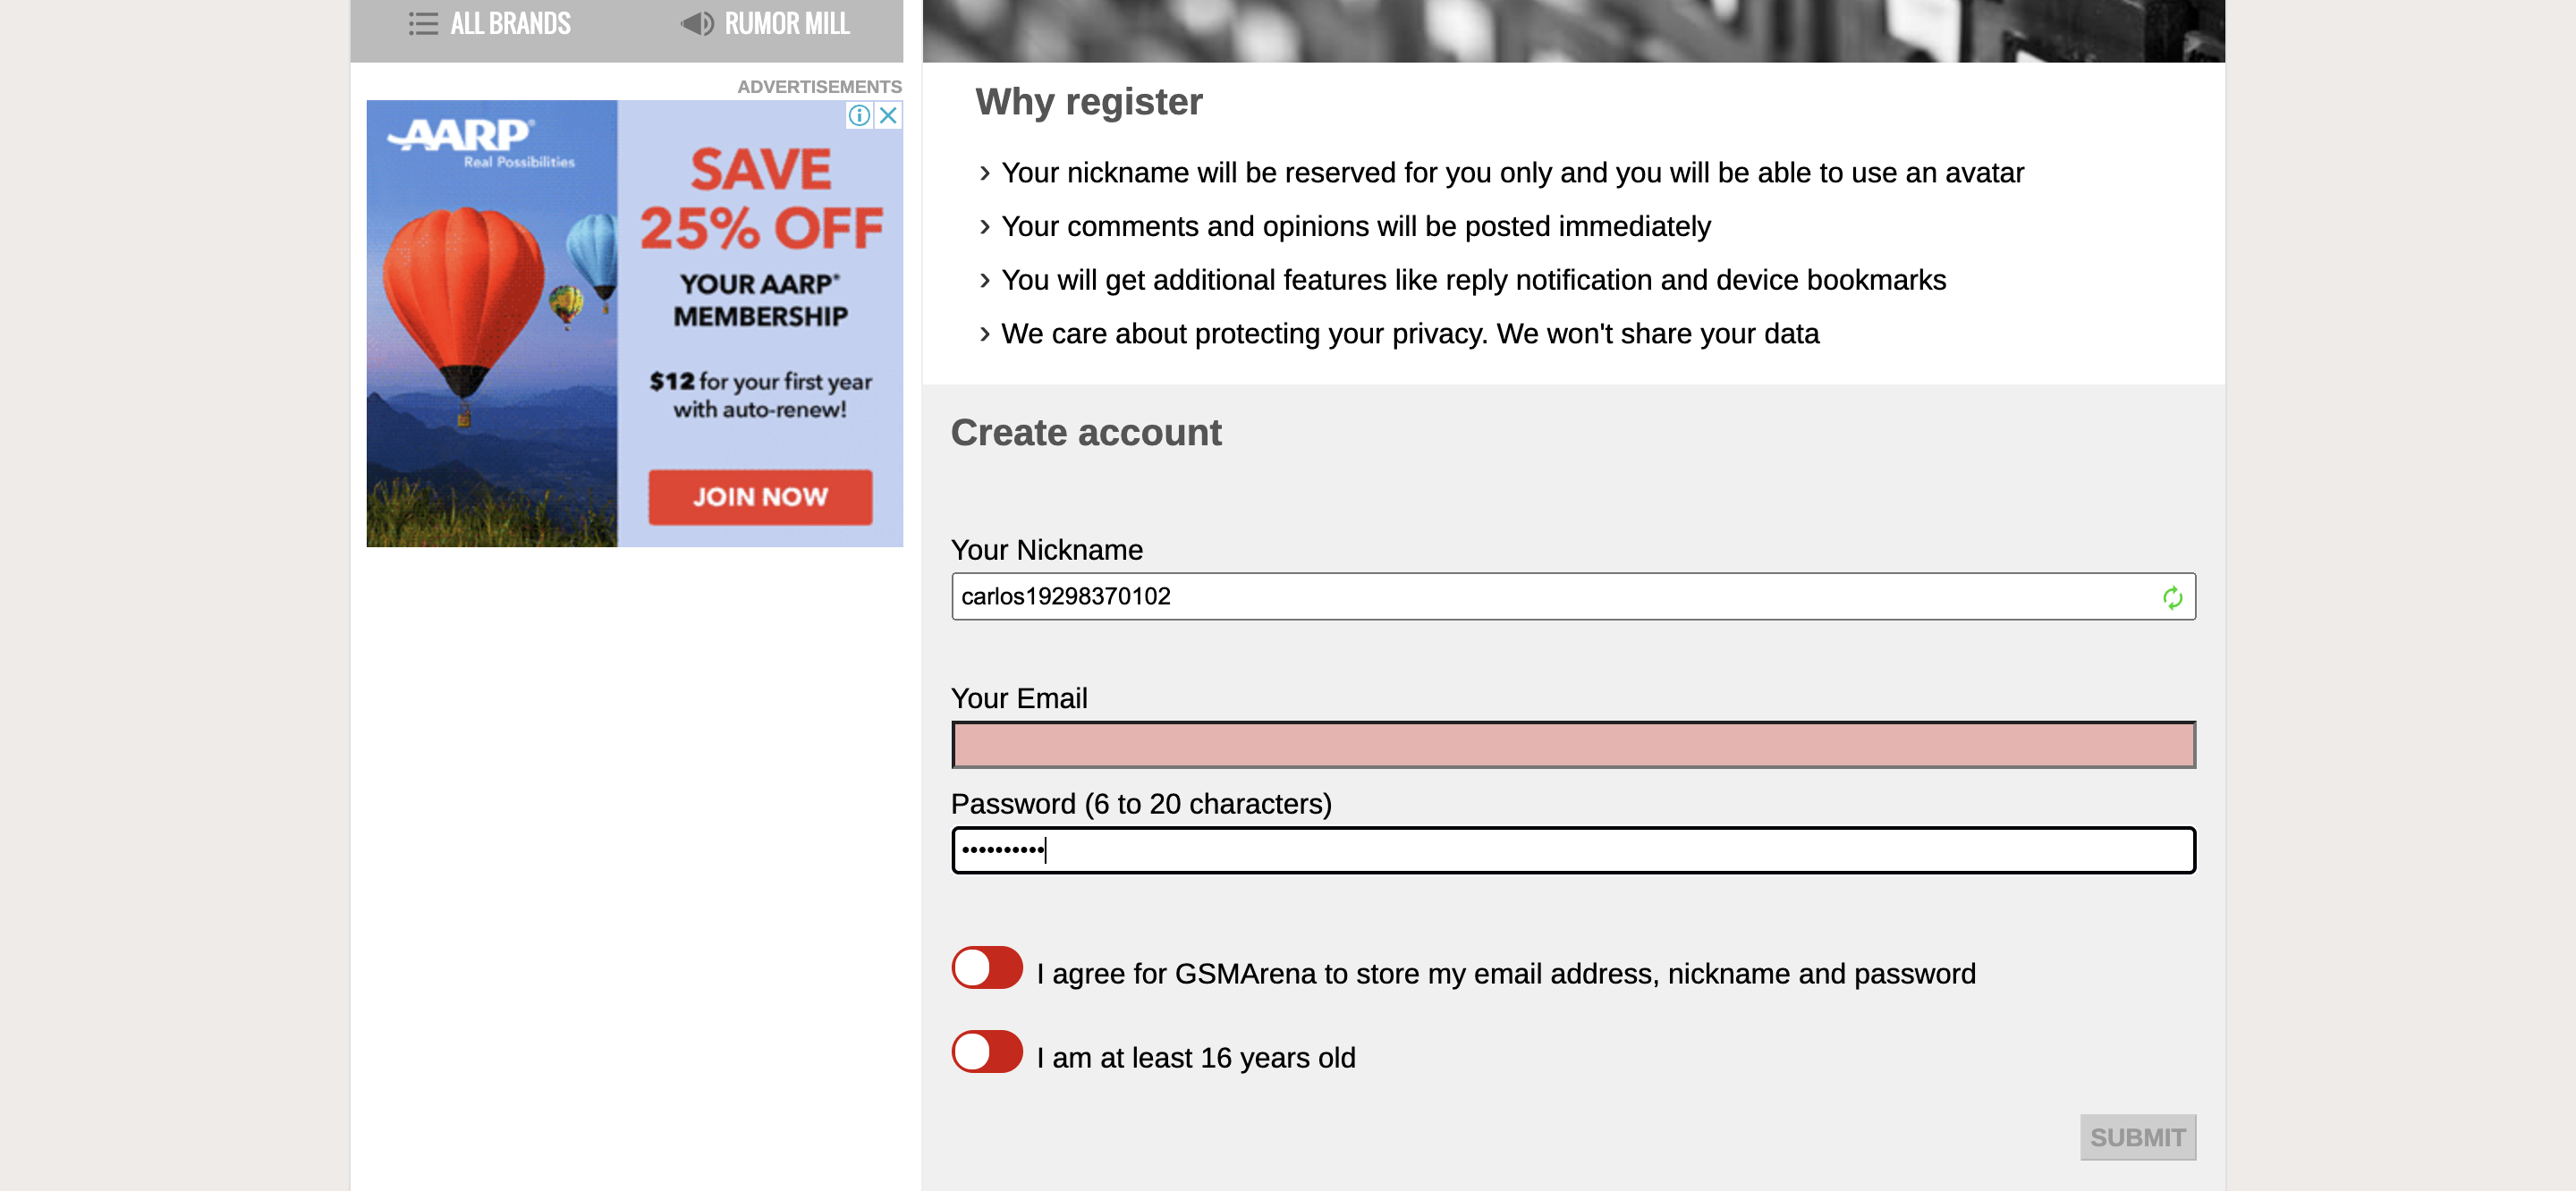 ALL BRANDS
RUMOR MILL
ADVERTISEMENTS
AARP®
Real Possibilities
SAVE
25% OFF
YOUR AARP®
MEMBERSHIP
$12 for your first year
with auto-renew!
JOIN NOW
Why register
Your nickname will be reserved for you only and you will be able to use an avatar
Your comments and opinions will be posted immediately
You will get additional features like reply notification and device bookmarks
We care about protecting your privacy. We won't share your data
Create account
Your Nickname
carlos19298370102
Your Email
Password (6 to 20 characters)
••••••••••
I agree for GSMArena to store my email address, nickname and password
I am at least 16 years old
SUBMIT